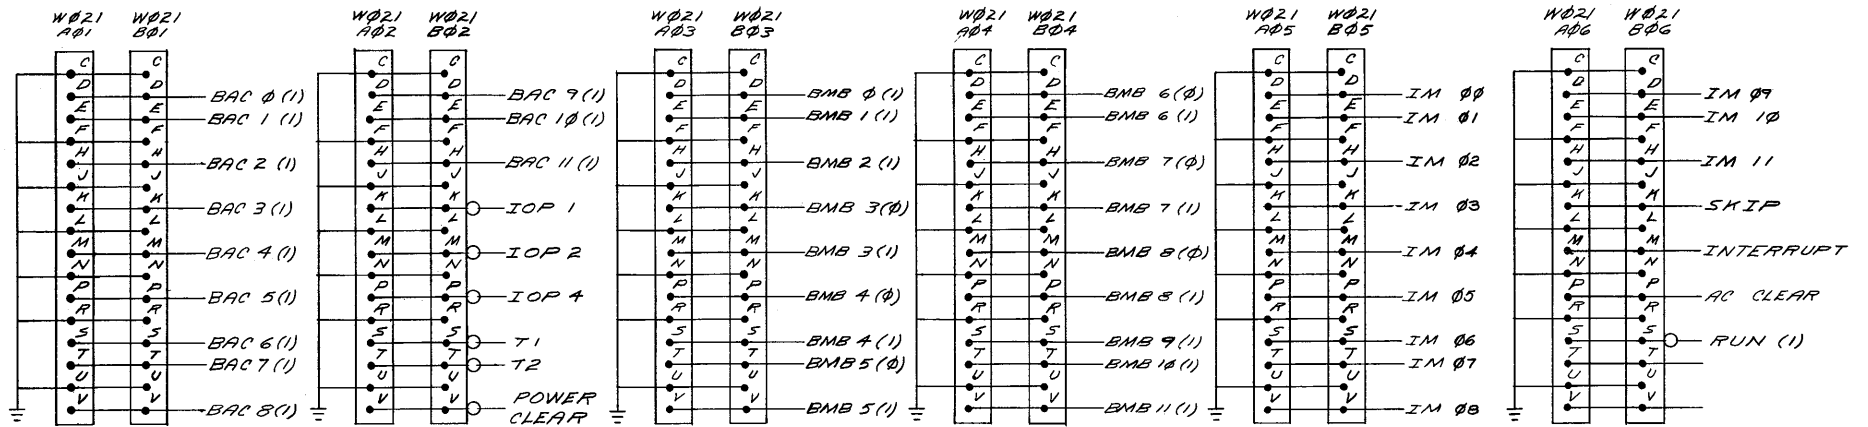 WØ21 AØ1 WØ21 BØ1
C C
D D BAC Ø (1)
E E BAC 1 (1)
F F
H H BAC 2 (1)
J J
K K BAC 3 (1)
L L
M M BAC 4 (1)
N N
P P BAC 5 (1)
R R
S S BAC 6 (1)
T T BAC 7 (1)
U U
V V BAC 8 (1)
WØ21 AØ2 WØ21 BØ2
C C
D D BAC 9 (1)
E E BAC 1Ø (1)
F F
H H BAC 11 (1)
J J
K K IOP 1
L L
M M IOP 2
N N
P P IOP 4
R R
S S T1
T T T2
U U
V V POWER CLEAR
WØ21 AØ3 WØ21 BØ3
C C
D D BMB Ø (1)
E E BMB 1 (1)
F F
H H BMB 2 (1)
J J
K K BMB 3 (Ø)
L L
M M BMB 3 (1)
N N
P P BMB 4 (Ø)
R R
S S BMB 4 (1)
T T BMB 5 (Ø)
U U
V V BMB 5 (1)
WØ21 AØ4 WØ21 BØ4
C C
D D BMB 6 (Ø)
E E BMB 6 (1)
F F
H H BMB 7 (Ø)
J J
K K BMB 7 (1)
L L
M M BMB 8 (Ø)
N N
P P BMB 8 (1)
R R
S S BMB 9 (1)
T T BMB 1Ø (1)
U U
V V BMB 11 (1)
WØ21 AØ5 WØ21 BØ5
C C
D D IM ØØ
E E IM Ø1
F F
H H IM Ø2
J J
K K IM Ø3
L L
M M IM Ø4
N N
P P IM Ø5
R R
S S IM Ø6
T T IM Ø7
U U
V V IM Ø8
WØ21 AØ6 WØ21 BØ6
C C
D D IM Ø9
E E IM 1Ø
F F
H H IM 11
J J
K K SKIP
L L
M M INTERRUPT
N N
P P AC CLEAR
R R
S S RUN (1)
T T
U U
V V